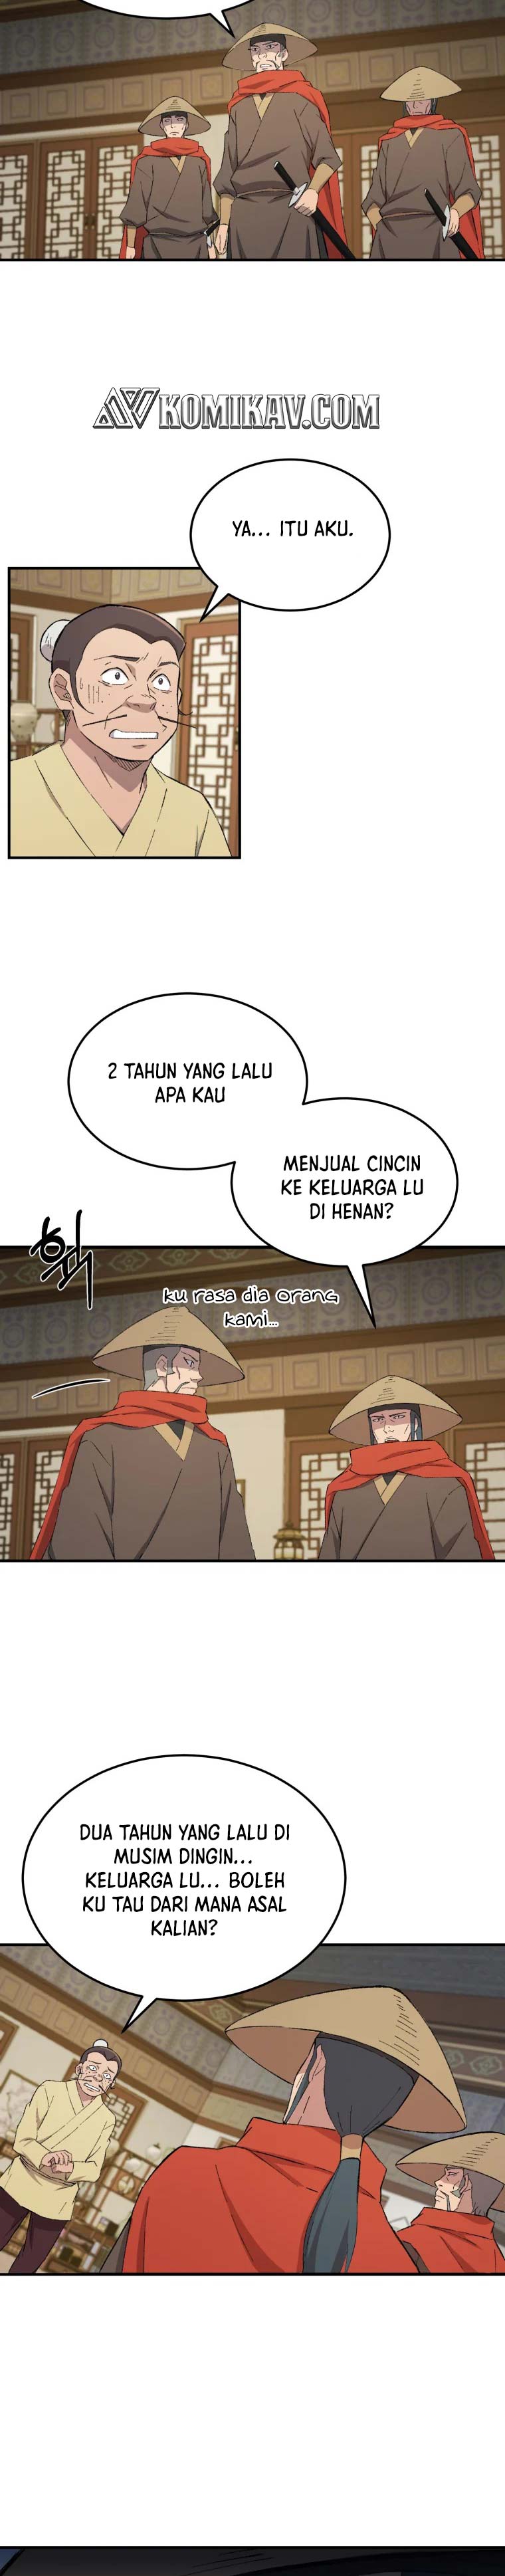 KOMIKAV.COM
YA... ITU AKU.
2 TAHUN YANG LALU
APA KAU
MENJUAL CINCIN
KE KELUARGA LU
DI HENAN?
ku rasa dia orang
kami...
DUA TAHUN YANG LALU DI
MUSIM DINGIN...
KELUARGA LU... BOLEH
KU TAU DARI MANA ASAL
KALIAN?